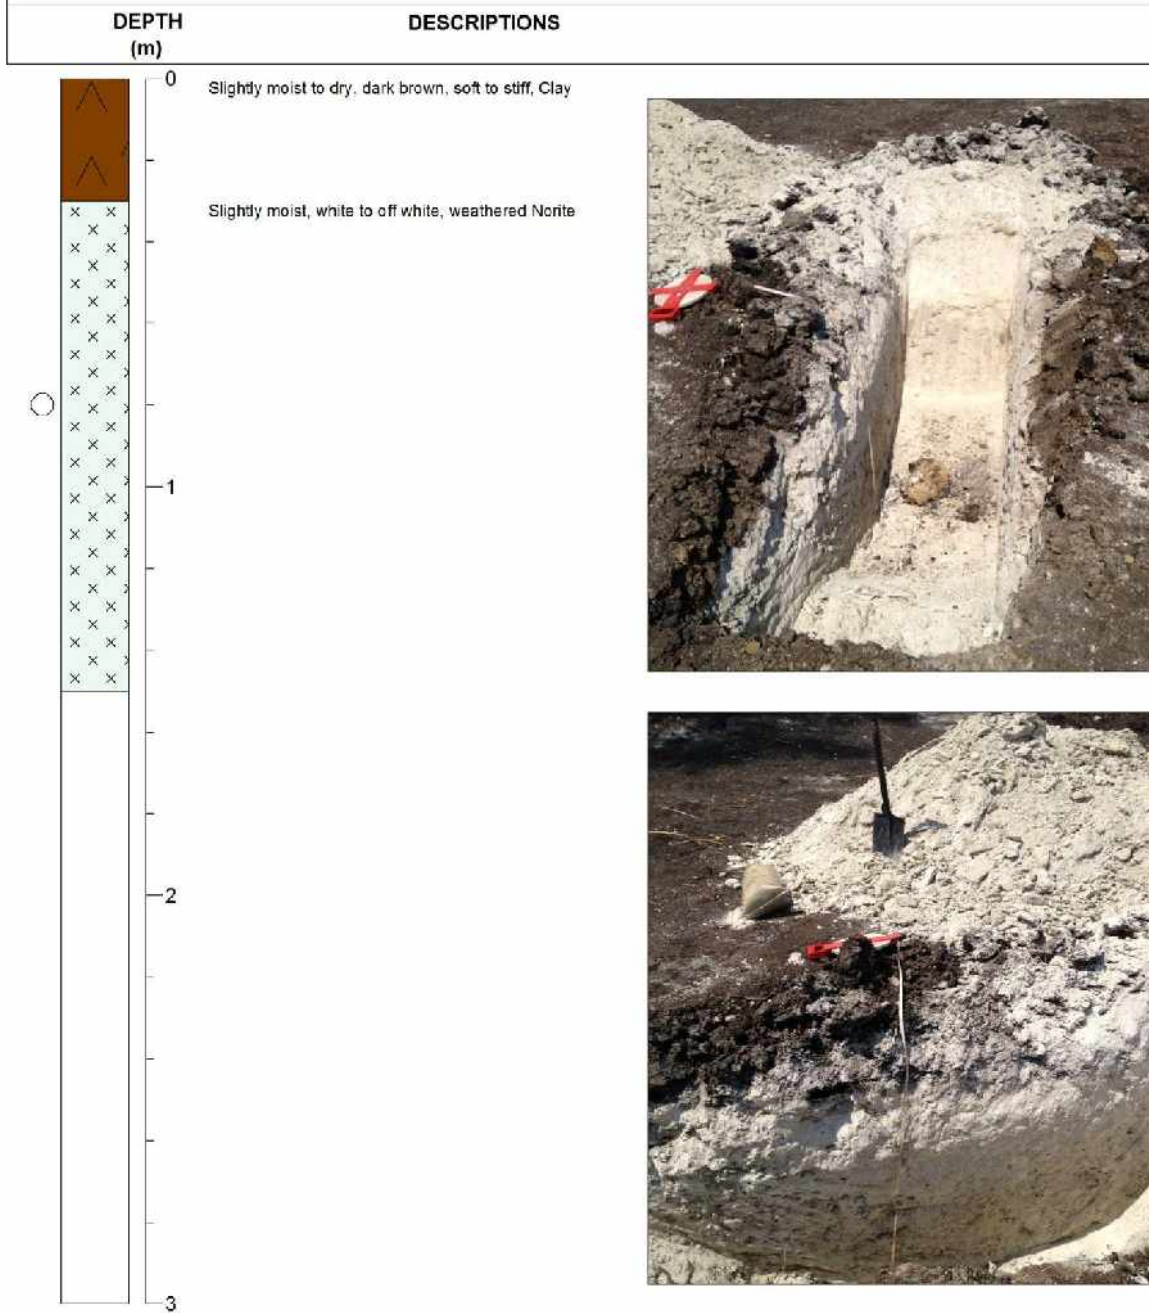 DEPTH
(m)
DESCRIPTIONS
0
Slightly moist to dry, dark brown, soft to stiff, Clay
Slightly moist, white to off white, weathered Norite
1
2
3